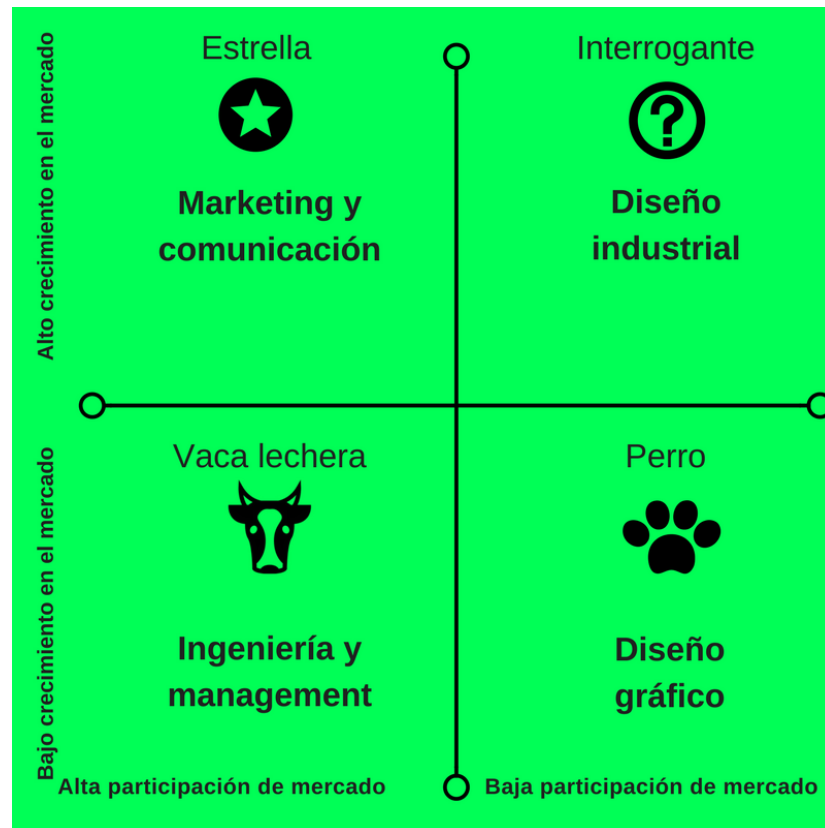 Estrella
Interrogante
Alto crecimiento en el mercado
Marketing y
comunicación
Diseño
industrial
Vaca lechera
Perro
Bajo crecimiento en el mercado
Ingeniería y
management
Diseño
gráfico
Alta participación de mercado
Baja participación de mercado